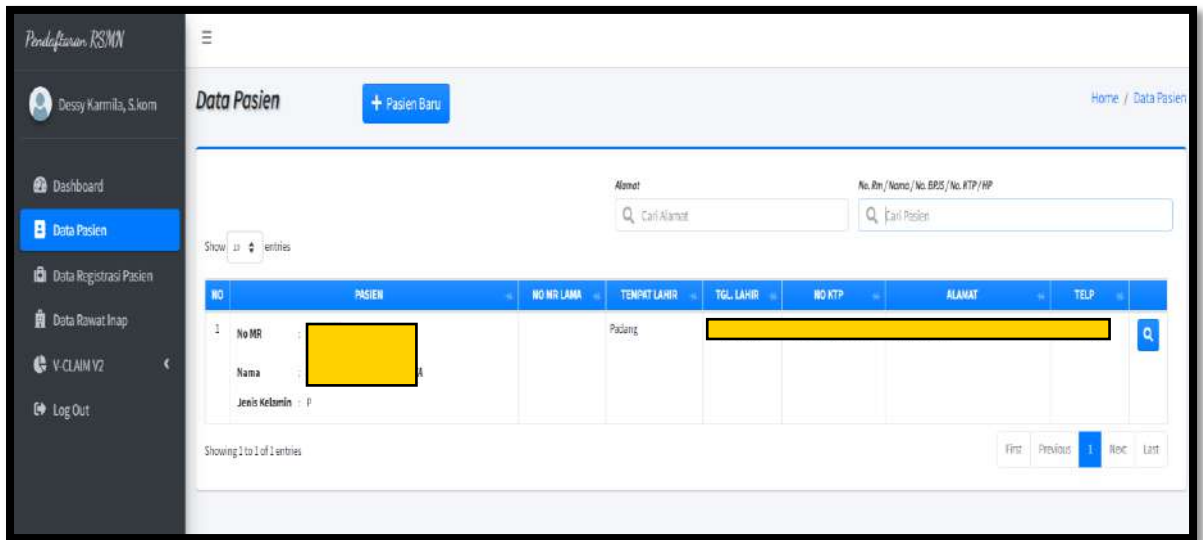 Pendaftaran RSMN
Dessy Karmila, S.kom
Dashboard
Data Pasien
Data Registrasi Pasien
Data Rawat Inap
V-CLAIM V2
Log Out
Data Pasien
+ Pasien Baru
Home / Data Pasien
Alamat
No. Rm / Nama / No. BPJS / No. KTP / HP
Cari Alamat
Cari Pasien
Show 10 entries
NO PASIEN NO MR LAMA TEMPAT LAHIR TGL. LAHIR NO KTP ALAMAT TELP
1 No MR : Padang
Nama : A
Jenis Kelamin : P
Showing 1 to 1 of 1 entries
First Previous 1 Next Last